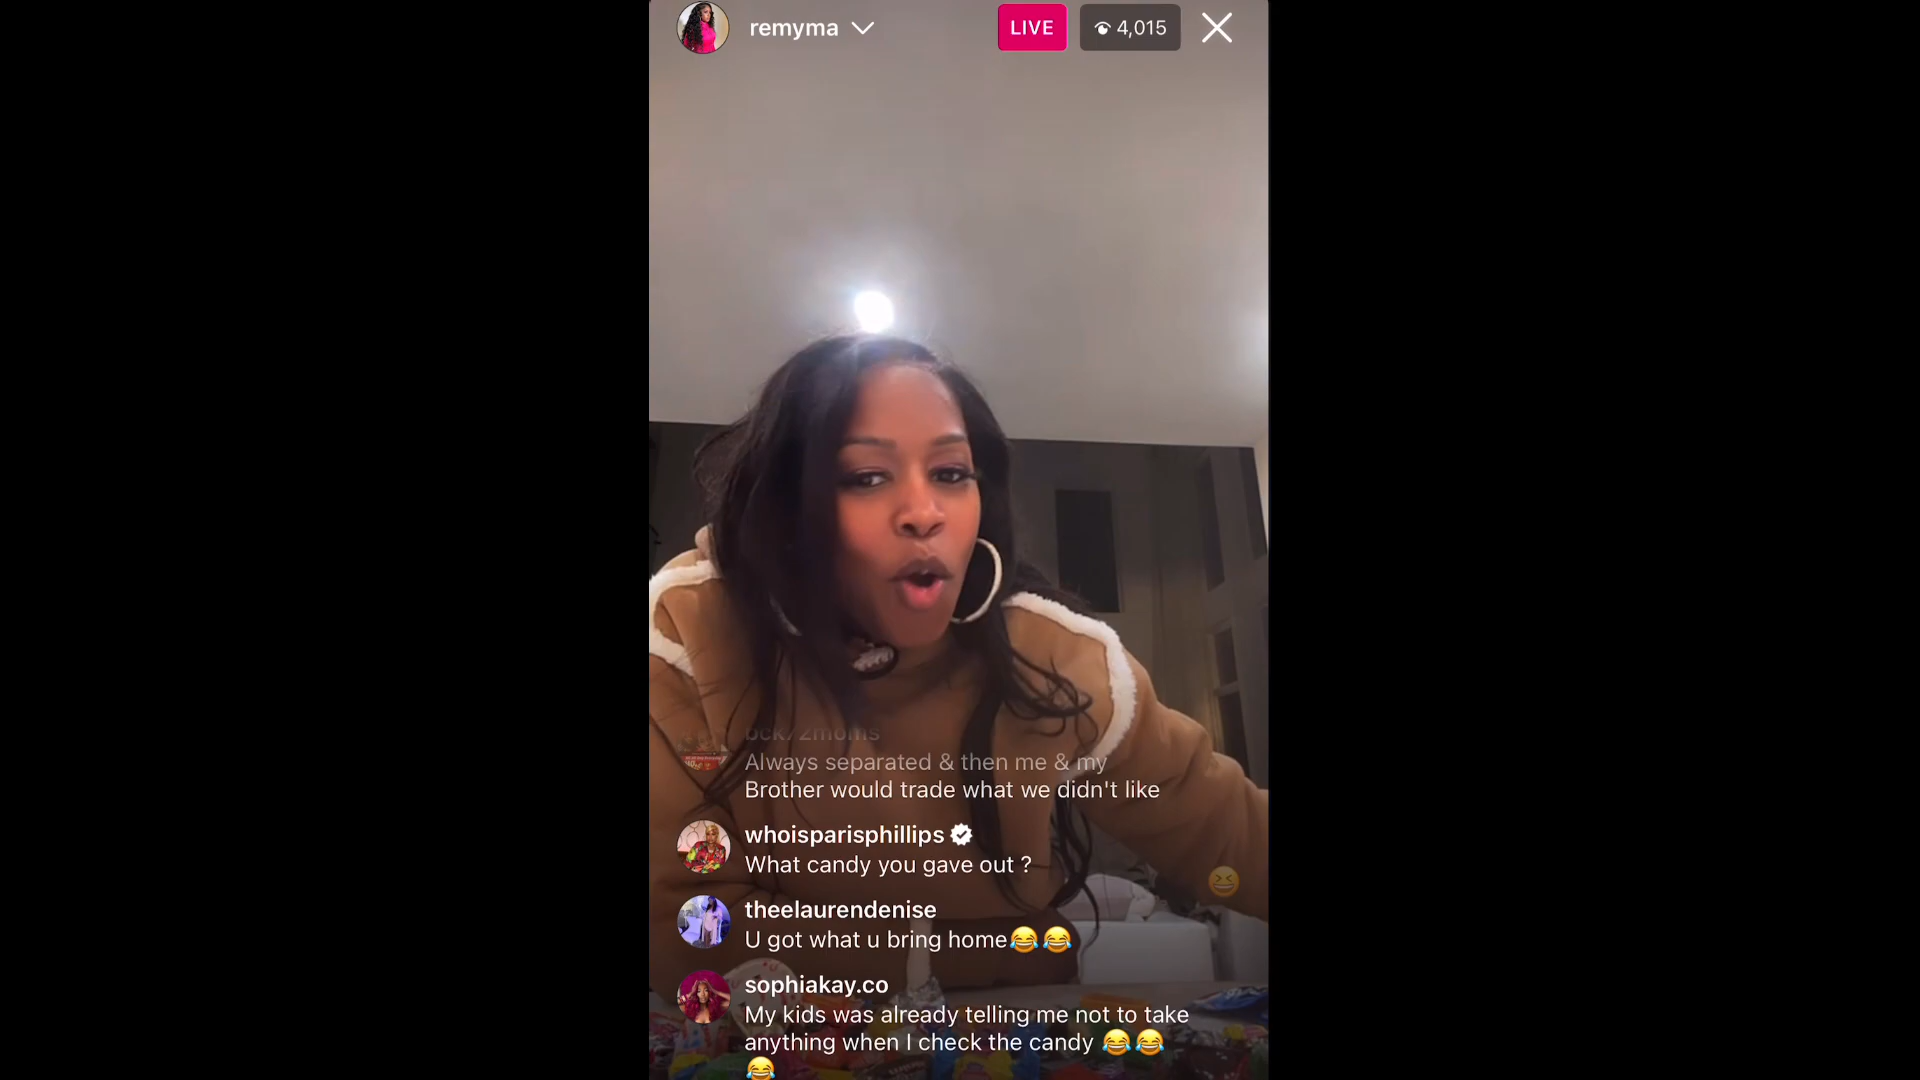 remyma
LIVE
4,015
bck72moms
Always separated & then me & my
Brother would trade what we didn't like
whoisparisphillips
What candy you gave out ?
theelaurendenise
U got what u bring home😂😂
sophiakay.co
My kids was already telling me not to take
anything when I check the candy 😂😂
😂